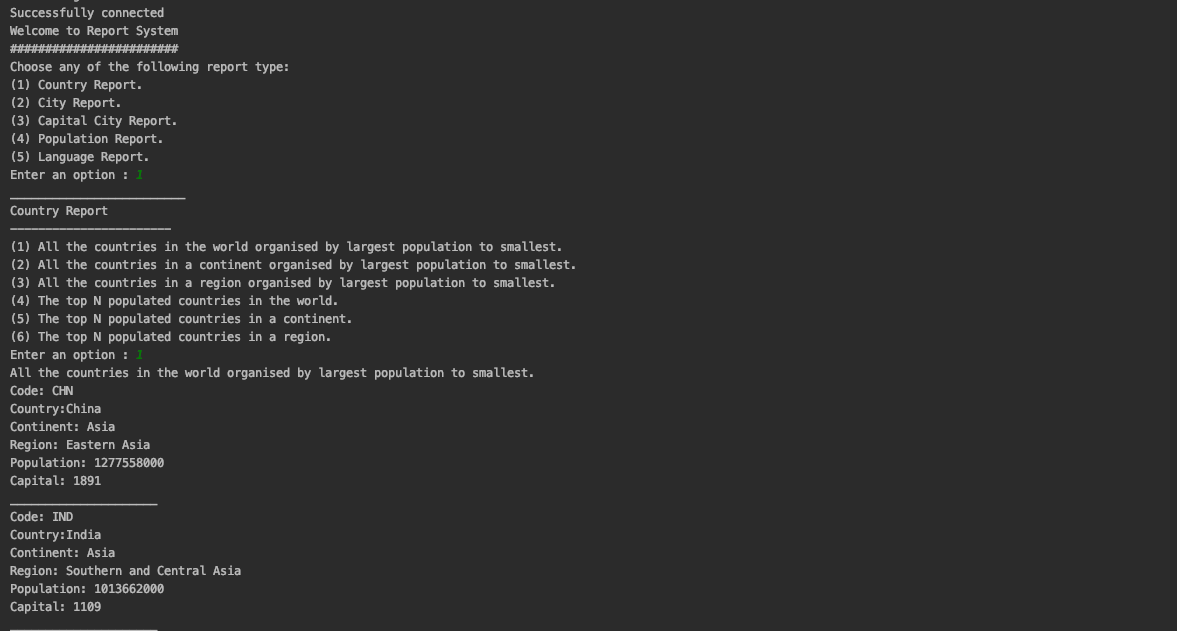 Successfully connected
Welcome to Report System
########################
Choose any of the following report type:
(1) Country Report.
(2) City Report.
(3) Capital City Report.
(4) Population Report.
(5) Language Report.
Enter an option : 1
_________________________
Country Report
-----------------------
(1) All the countries in the world organised by largest population to smallest.
(2) All the countries in a continent organised by largest population to smallest.
(3) All the countries in a region organised by largest population to smallest.
(4) The top N populated countries in the world.
(5) The top N populated countries in a continent.
(6) The top N populated countries in a region.
Enter an option : 1
All the countries in the world organised by largest population to smallest.
Code: CHN
Country:China
Continent: Asia
Region: Eastern Asia
Population: 1277558000
Capital: 1891
_____________________
Code: IND
Country:India
Continent: Asia
Region: Southern and Central Asia
Population: 1013662000
Capital: 1109
_____________________